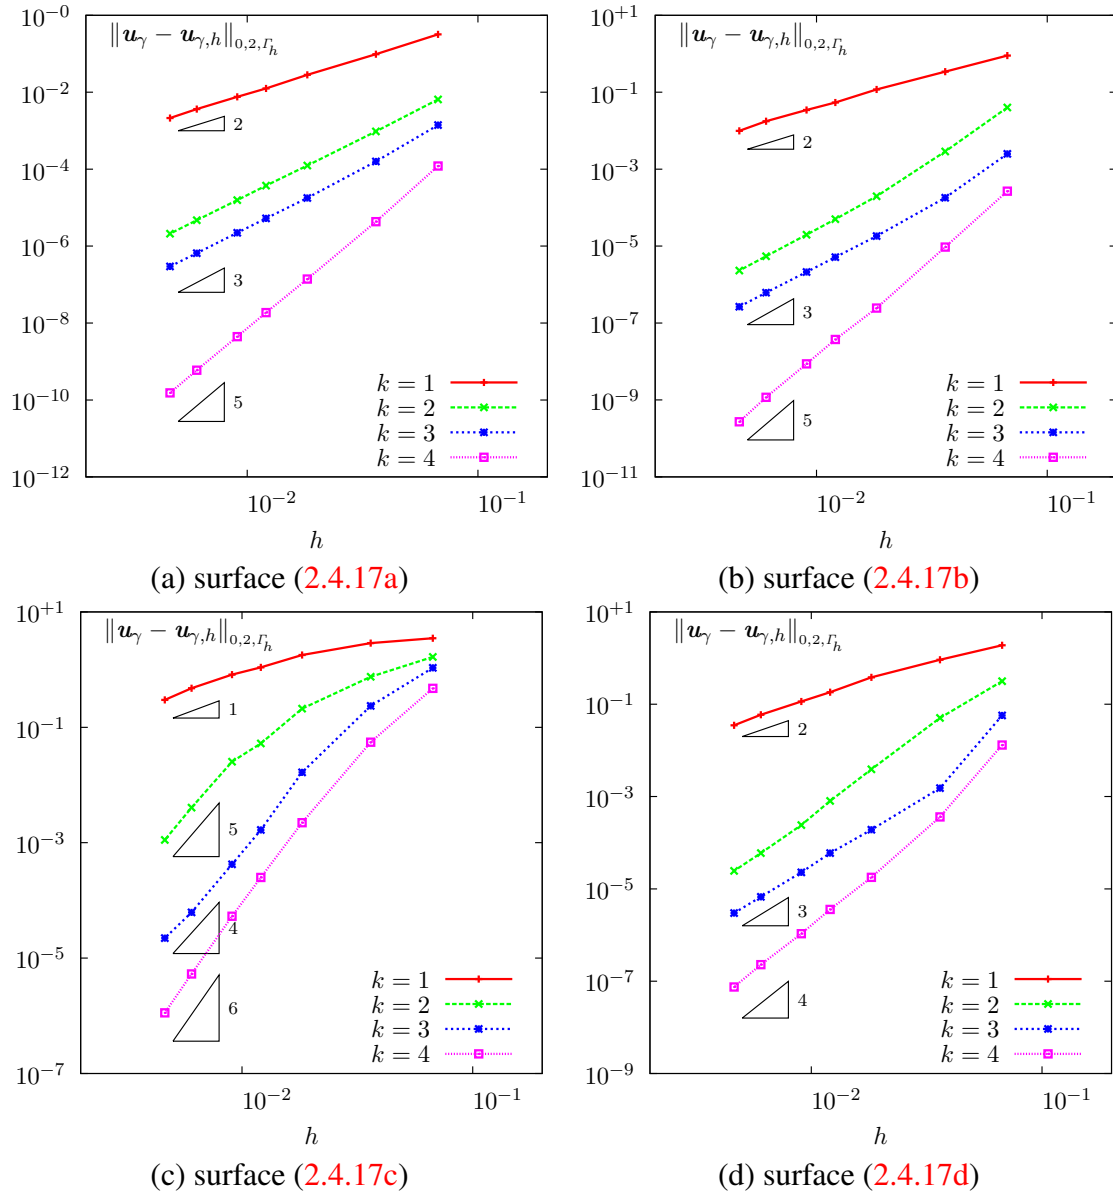 ‖u_γ − u_{γ,h}‖_{0,2,Γ_h}
10^{−0}
10^{−2}
10^{−4}
10^{−6}
10^{−8}
10^{−10}
10^{−12}
2
3
5
k = 1
k = 2
k = 3
k = 4
10^{−2}
10^{−1}
h
(a) surface (2.4.17a)
‖u_γ − u_{γ,h}‖_{0,2,Γ_h}
10^{+1}
10^{−1}
10^{−3}
10^{−5}
10^{−7}
10^{−9}
10^{−11}
2
3
5
k = 1
k = 2
k = 3
k = 4
10^{−2}
10^{−1}
h
(b) surface (2.4.17b)
‖u_γ − u_{γ,h}‖_{0,2,Γ_h}
10^{+1}
10^{−1}
10^{−3}
10^{−5}
10^{−7}
1
5
4
6
k = 1
k = 2
k = 3
k = 4
10^{−2}
10^{−1}
h
(c) surface (2.4.17c)
‖u_γ − u_{γ,h}‖_{0,2,Γ_h}
10^{+1}
10^{−1}
10^{−3}
10^{−5}
10^{−7}
10^{−9}
2
3
4
k = 1
k = 2
k = 3
k = 4
10^{−2}
10^{−1}
h
(d) surface (2.4.17d)